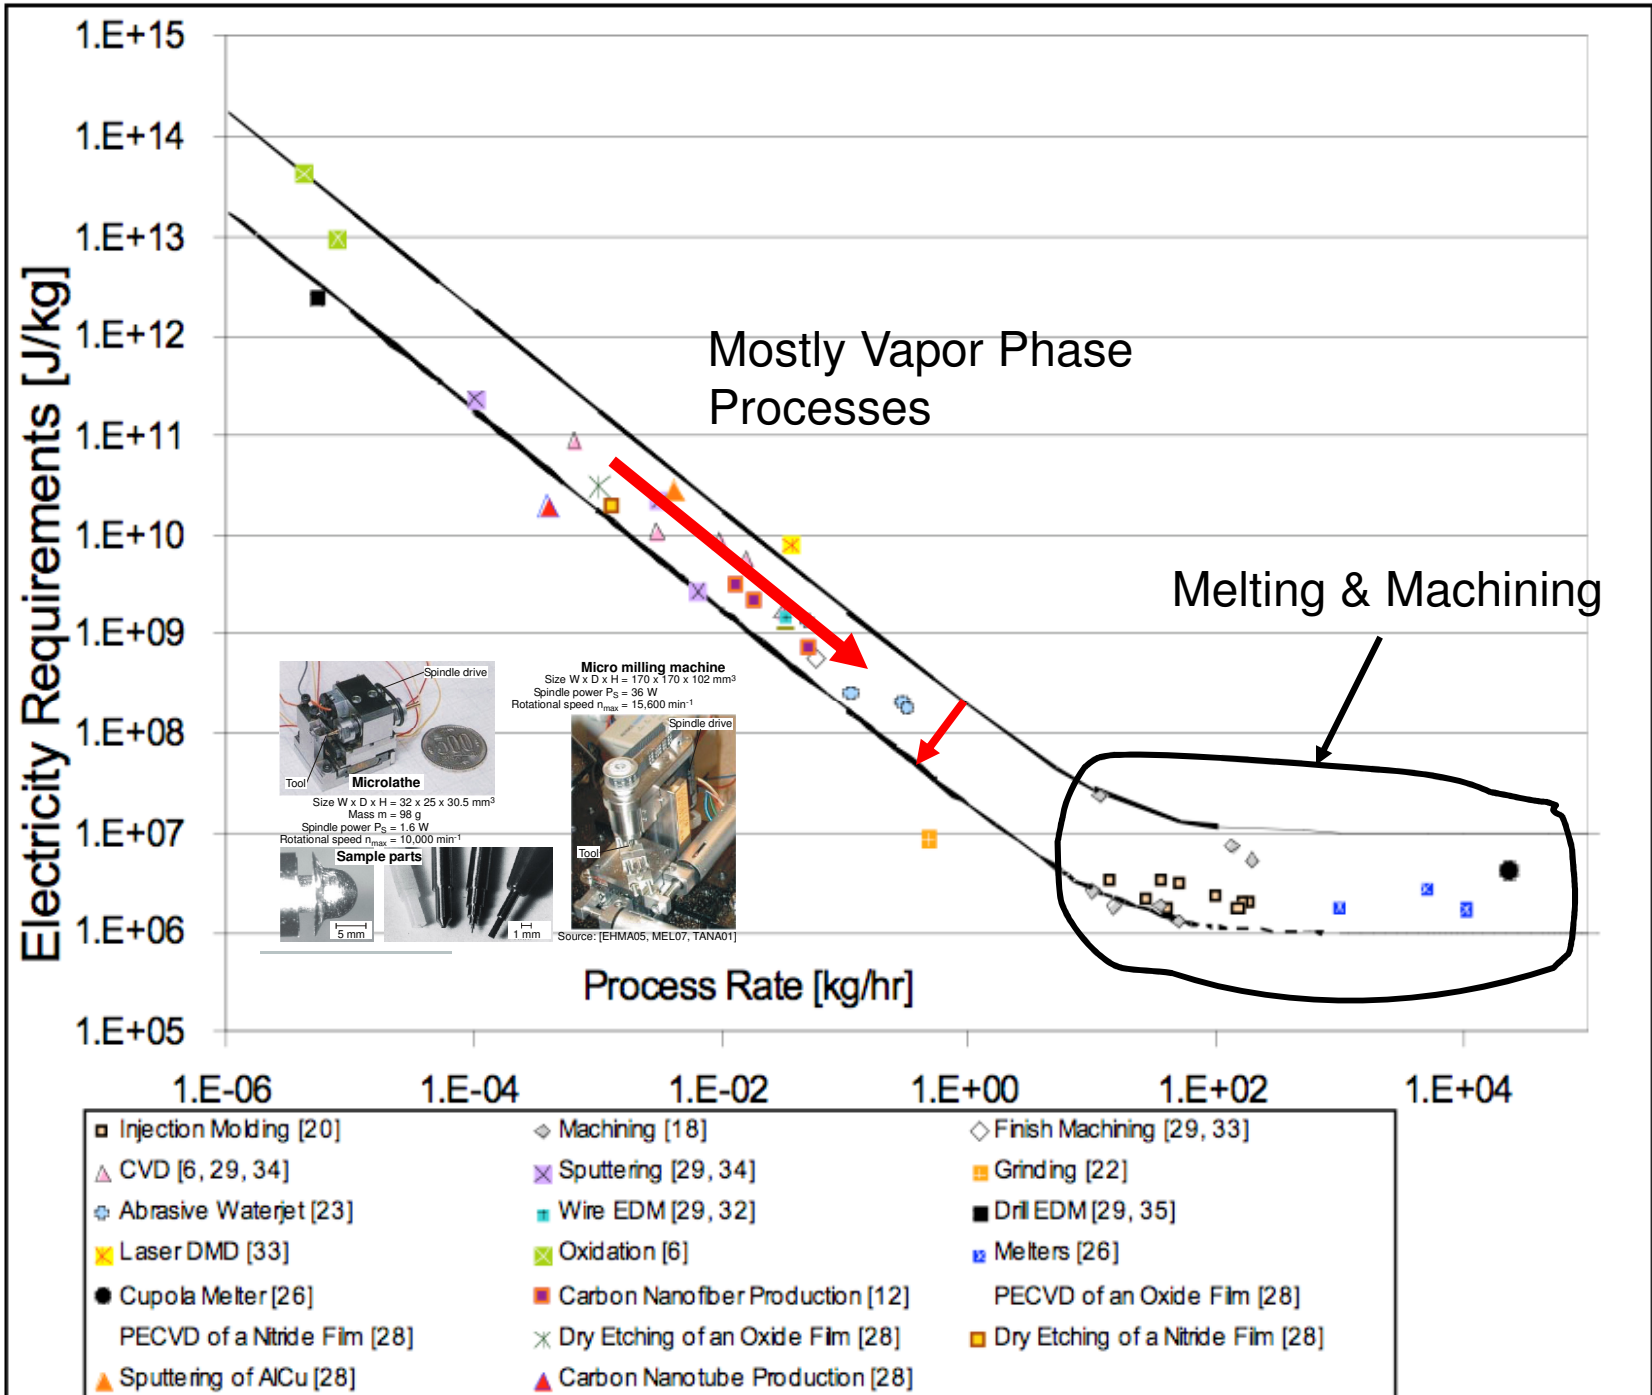 1.E+15
1.E+14
1.E+13
1.E+12
1.E+11
1.E+10
1.E+09
1.E+08
1.E+07
1.E+06
1.E+05
Electricity Requirements [J/kg]
Mostly Vapor Phase
Processes
Melting & Machining
Spindle drive
Tool
Microlathe
Size W x D x H = 32 x 25 x 30.5 mm³
Mass m = 98 g
Spindle power PS = 1.6 W
Rotational speed nmax = 10,000 min⁻¹
Sample parts
5 mm
1 mm
Micro milling machine
Size W x D x H = 170 x 170 x 102 mm³
Spindle power PS = 36 W
Rotational speed nmax = 15,600 min⁻¹
Spindle drive
Tool
Source: [EHMA05, MEL07, TANA01]
500
Process Rate [kg/hr]
1.E-06 1.E-04 1.E-02 1.E+00 1.E+02 1.E+04
Injection Molding [20] Machining [18] Finish Machining [29, 33]
CVD [6, 29, 34] Sputtering [29, 34] Grinding [22]
Abrasive Waterjet [23] Wire EDM [29, 32] Drill EDM [29, 35]
Laser DMD [33] Oxidation [6] Melters [26]
Cupola Melter [26] Carbon Nanofiber Production [12] PECVD of an Oxide Film [28]
PECVD of a Nitride Film [28] Dry Etching of an Oxide Film [28] Dry Etching of a Nitride Film [28]
Sputtering of AlCu [28] Carbon Nanotube Production [28]